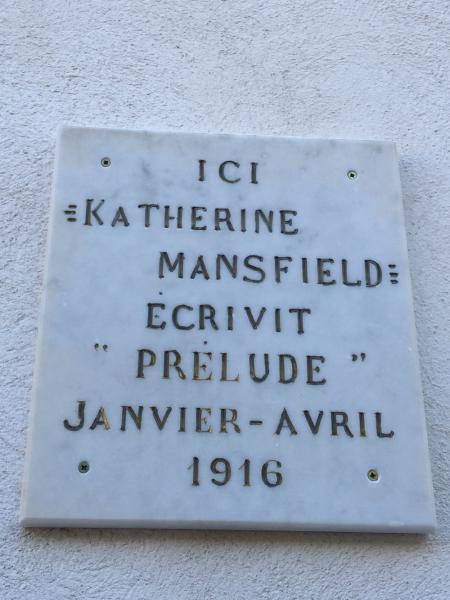 ICI
=KATHERINE
MANSFIELD=
ÉCRIVIT
" PRÉLUDE "
JANVIER-AVRIL
1916